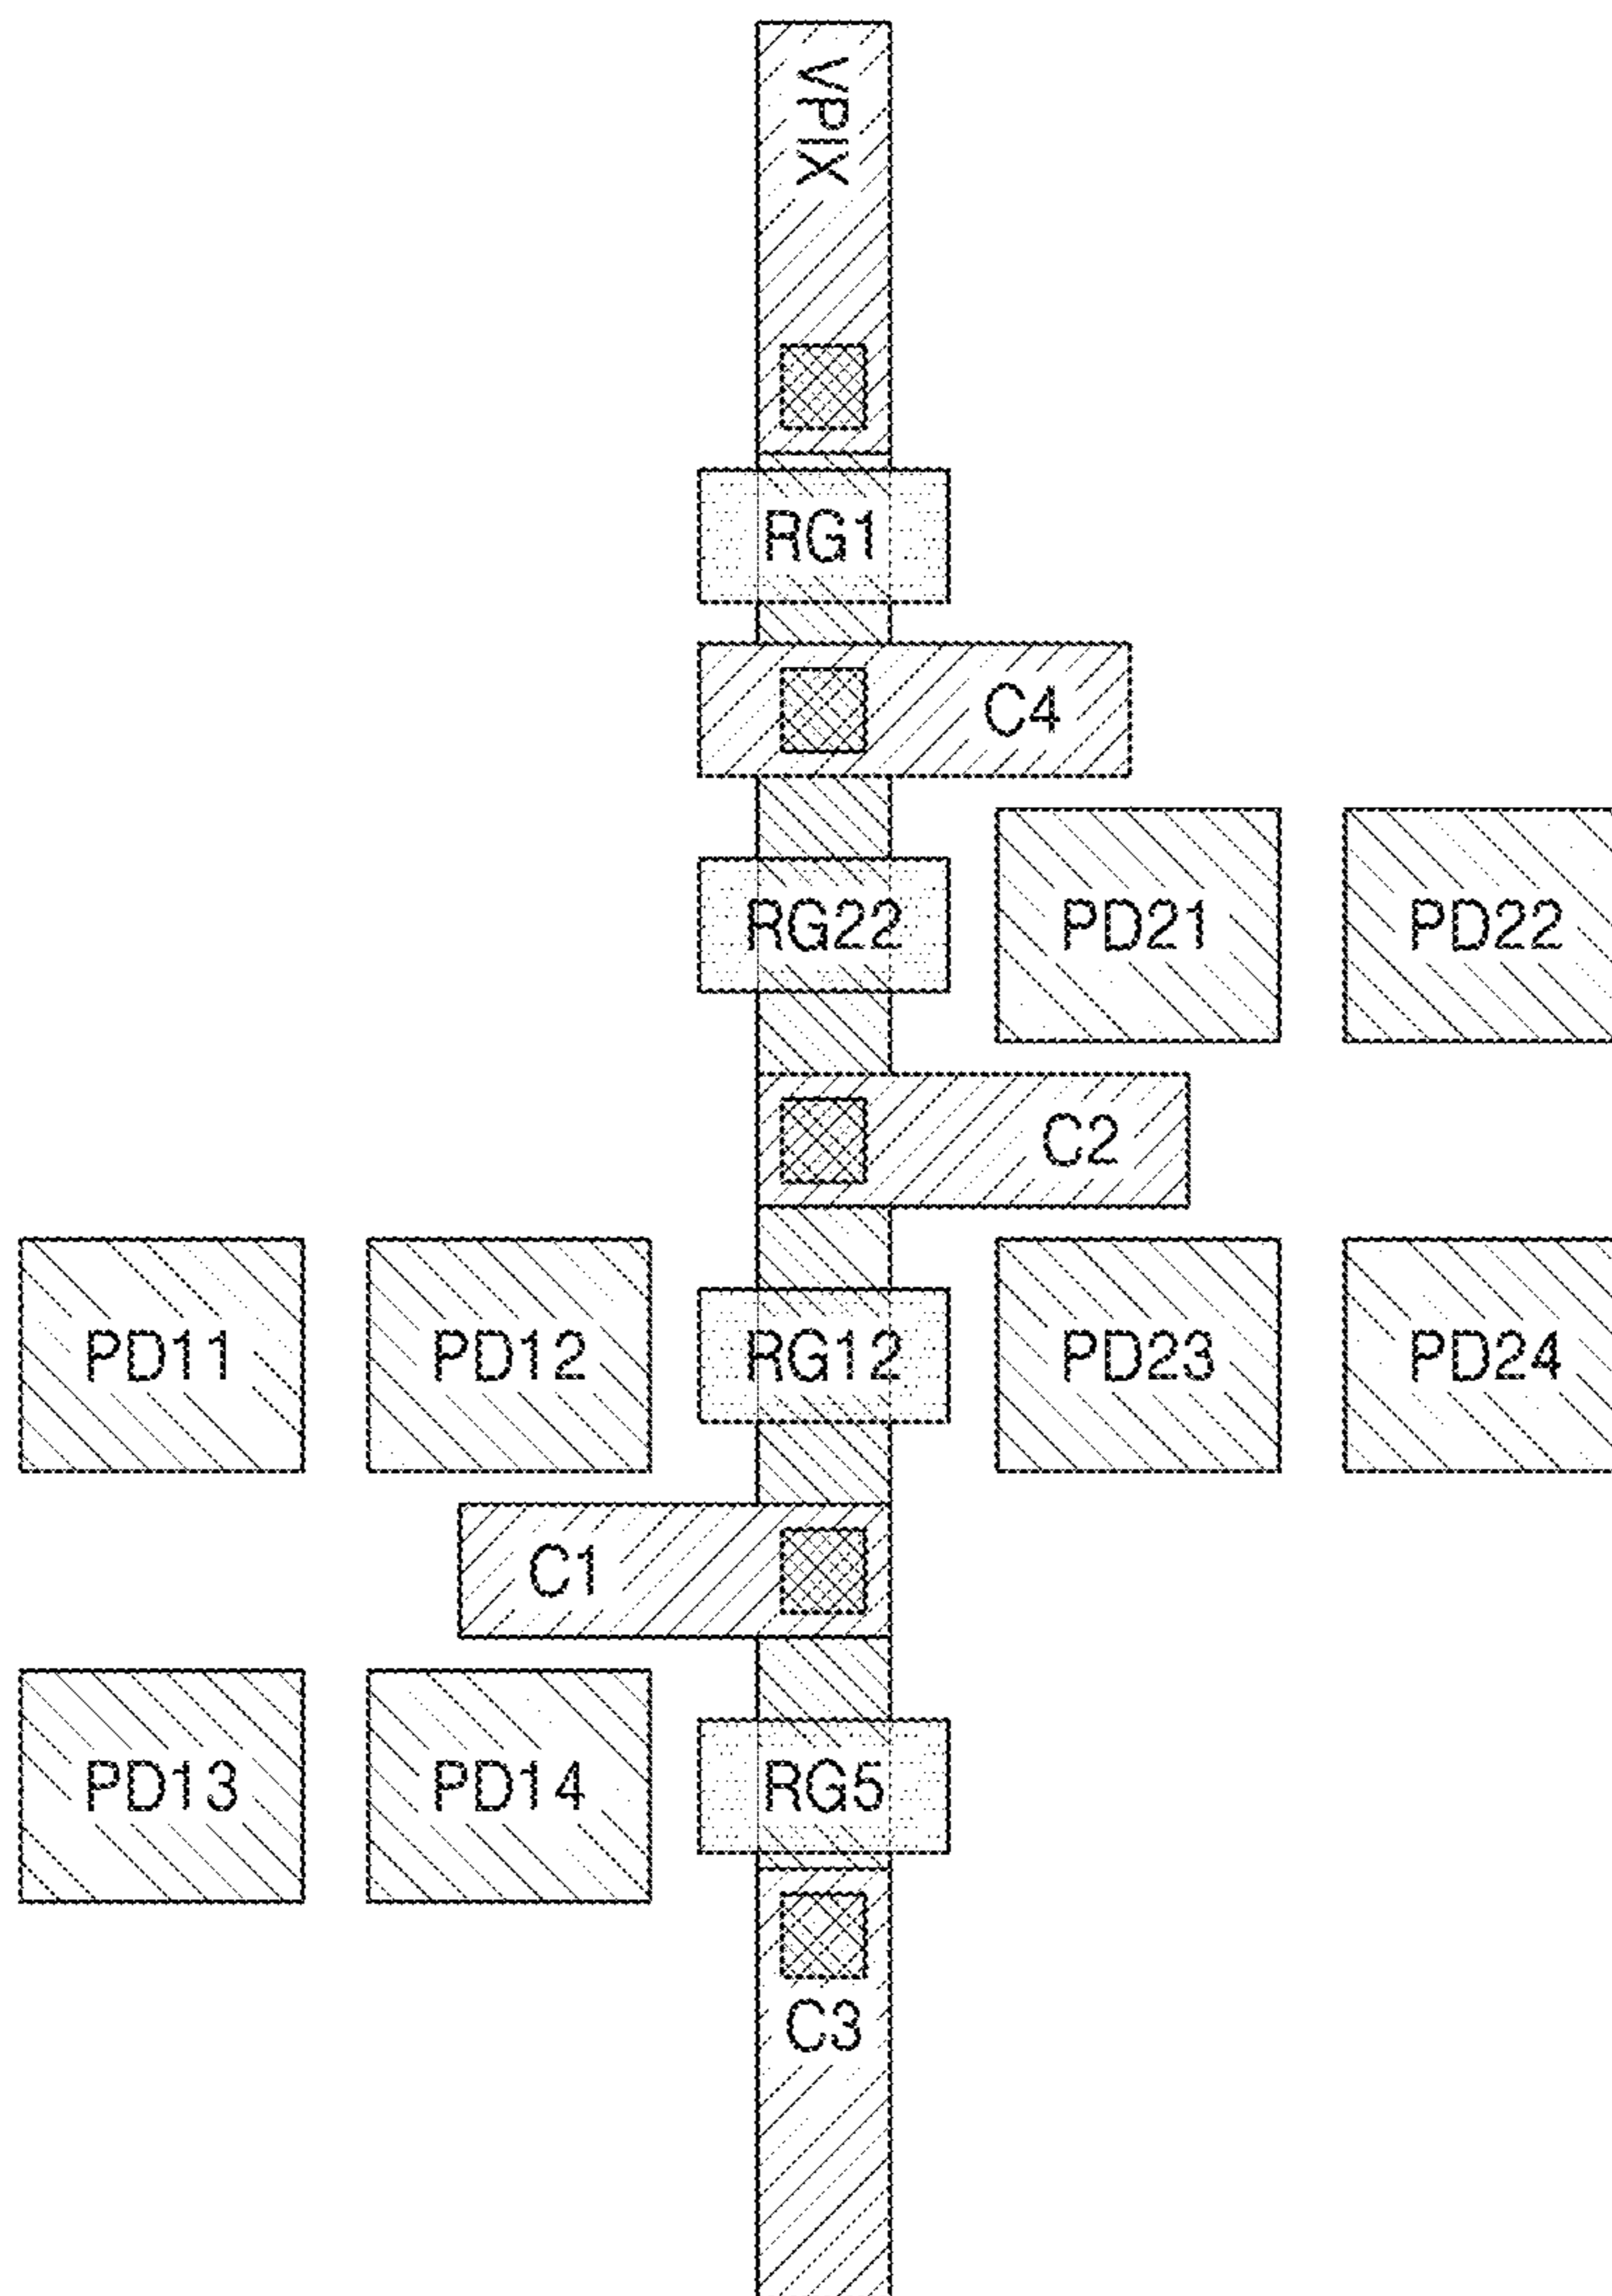 VPIX
RG1
C4
RG22 PD21 PD22
C2
PD11 PD12 RG12 PD23 PD24
C1
PD13 PD14 RG5
C3